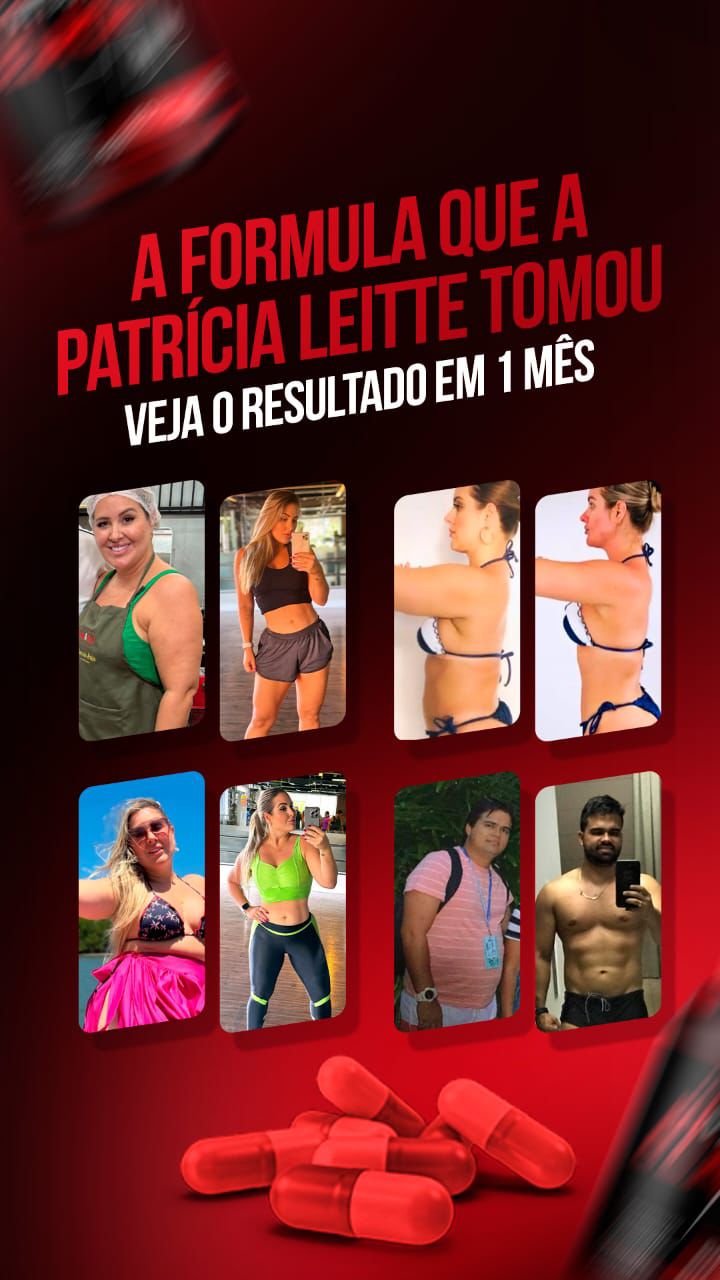 A FORMULA QUE A
PATRÍCIA LEITTE TOMOU
VEJA O RESULTADO EM 1 MÊS